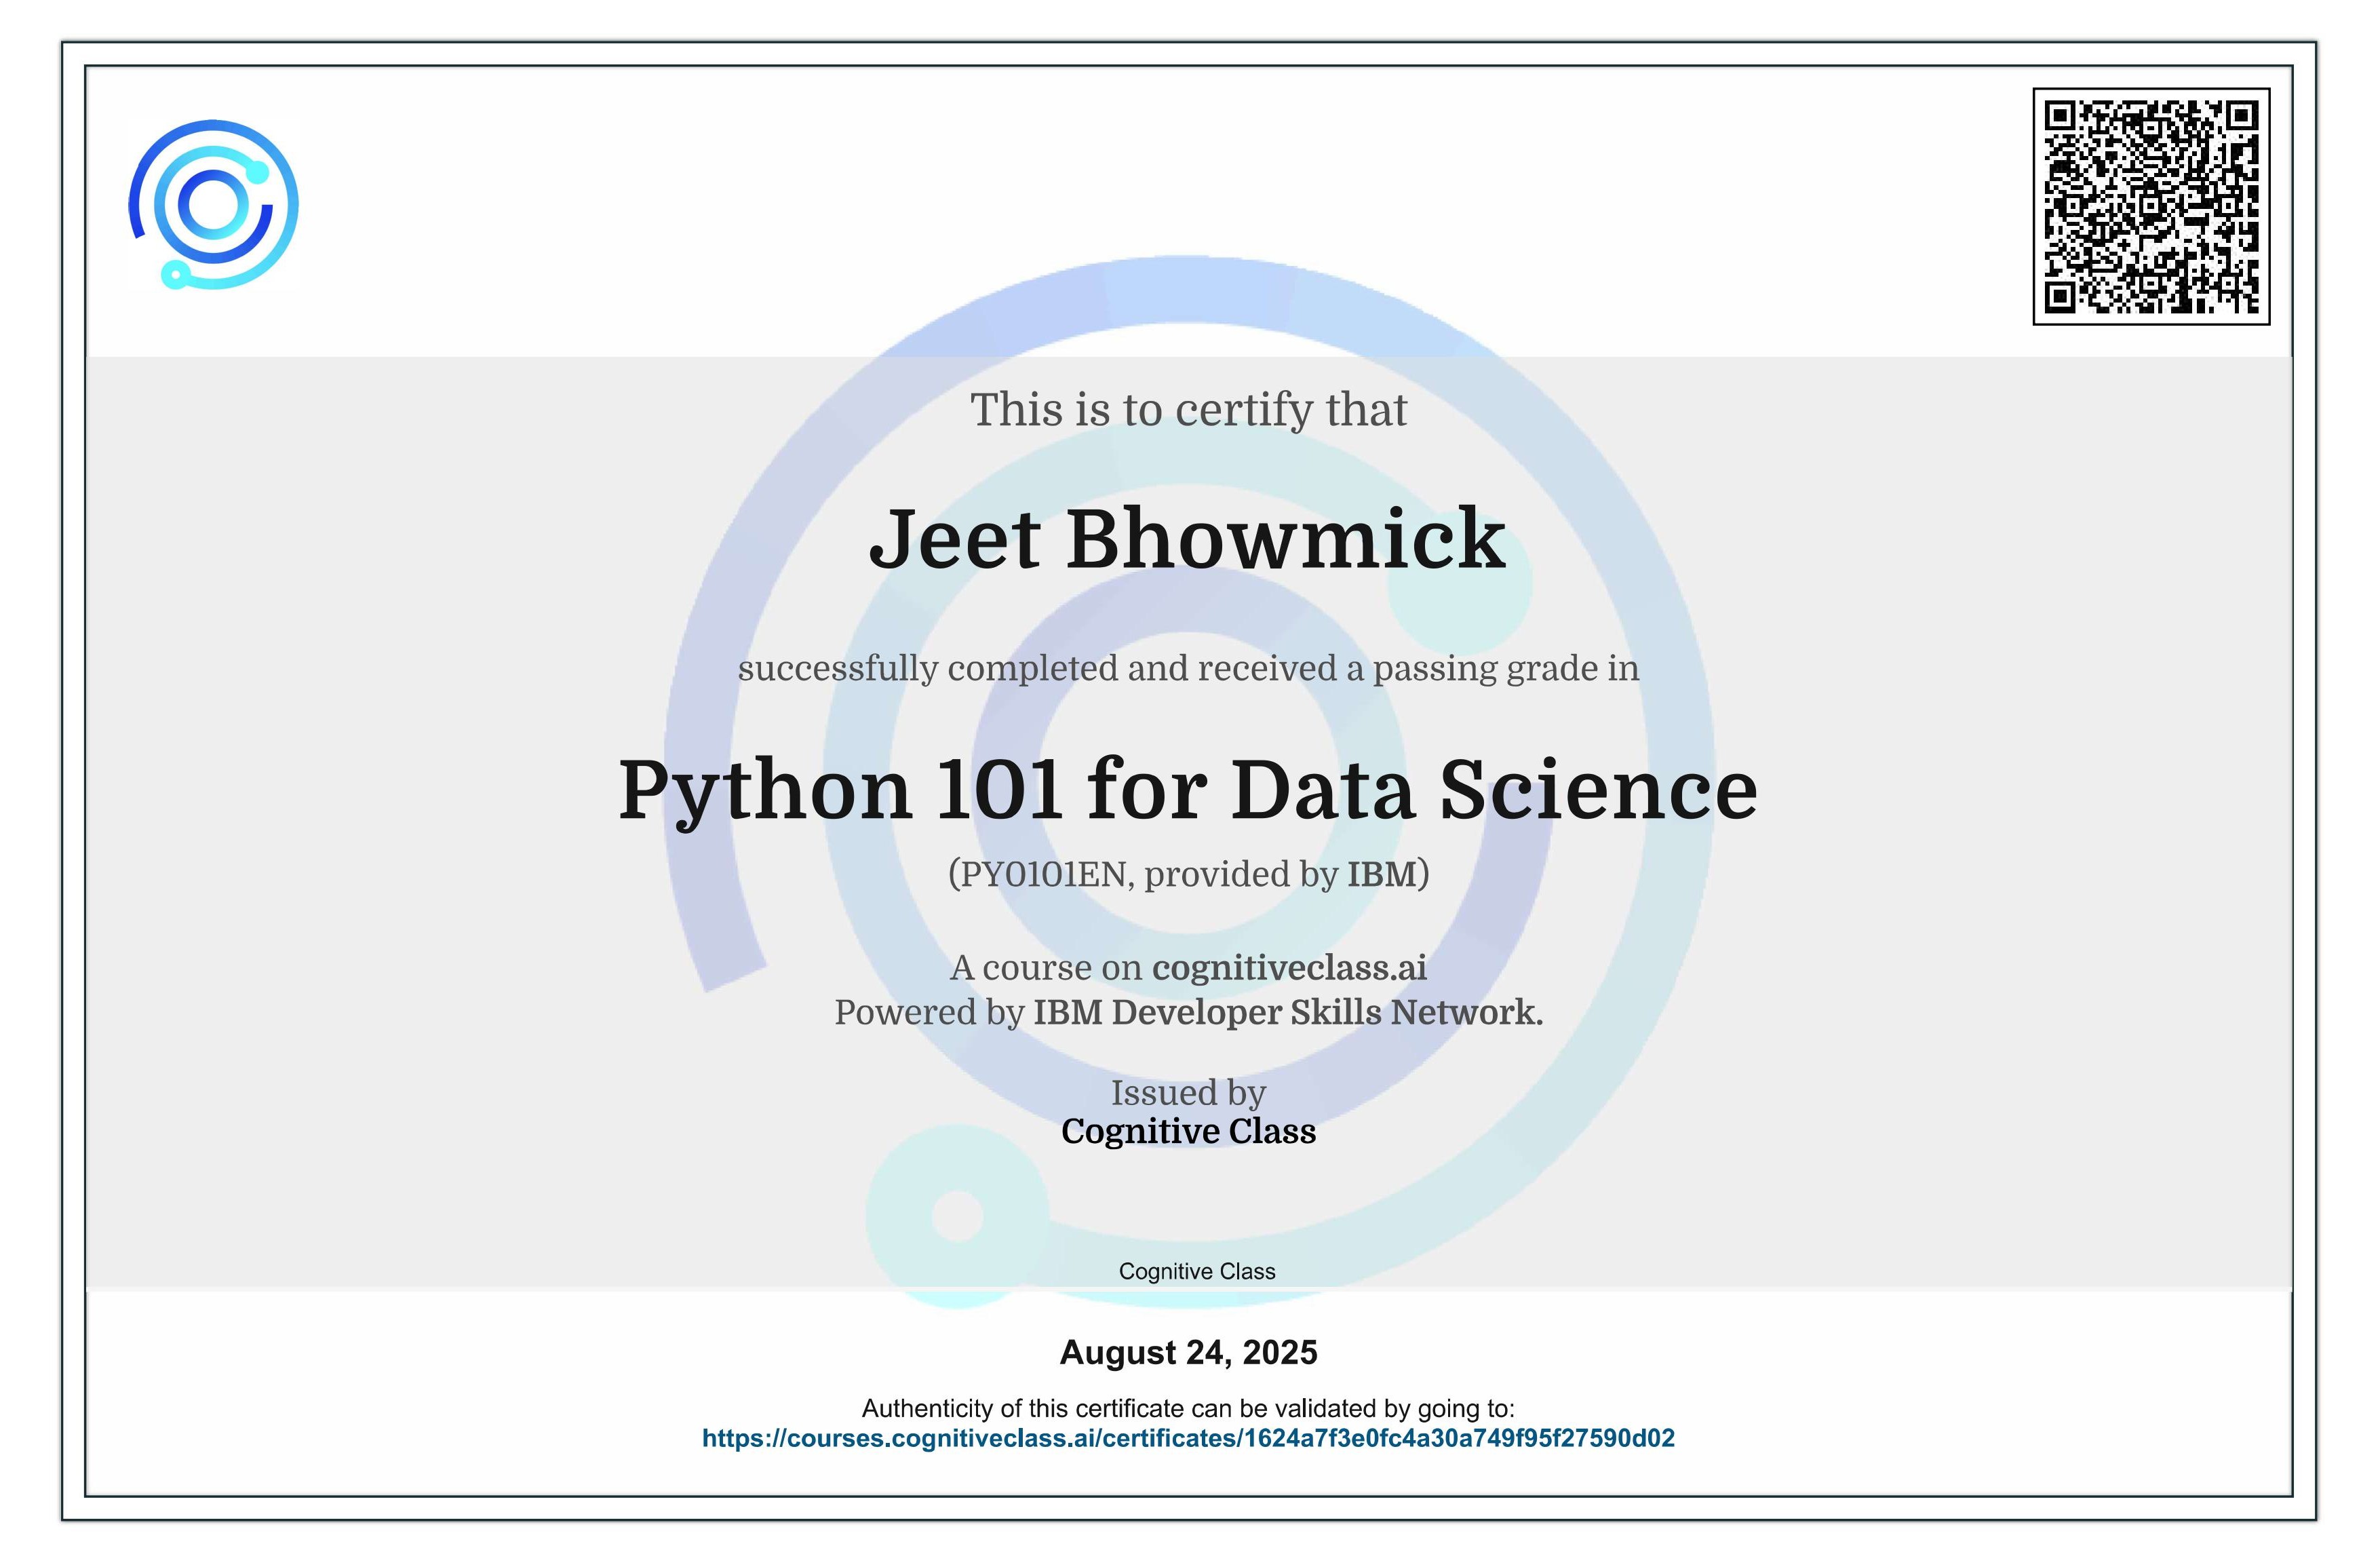 This is to certify that
Jeet Bhowmick
successfully completed and received a passing grade in
Python 101 for Data Science
(PY0101EN, provided by IBM)
A course on cognitiveclass.ai
Powered by IBM Developer Skills Network.
Issued by
Cognitive Class
Cognitive Class
August 24, 2025
Authenticity of this certificate can be validated by going to:
https://courses.cognitiveclass.ai/certificates/1624a7f3e0fc4a30a749f95f27590d02